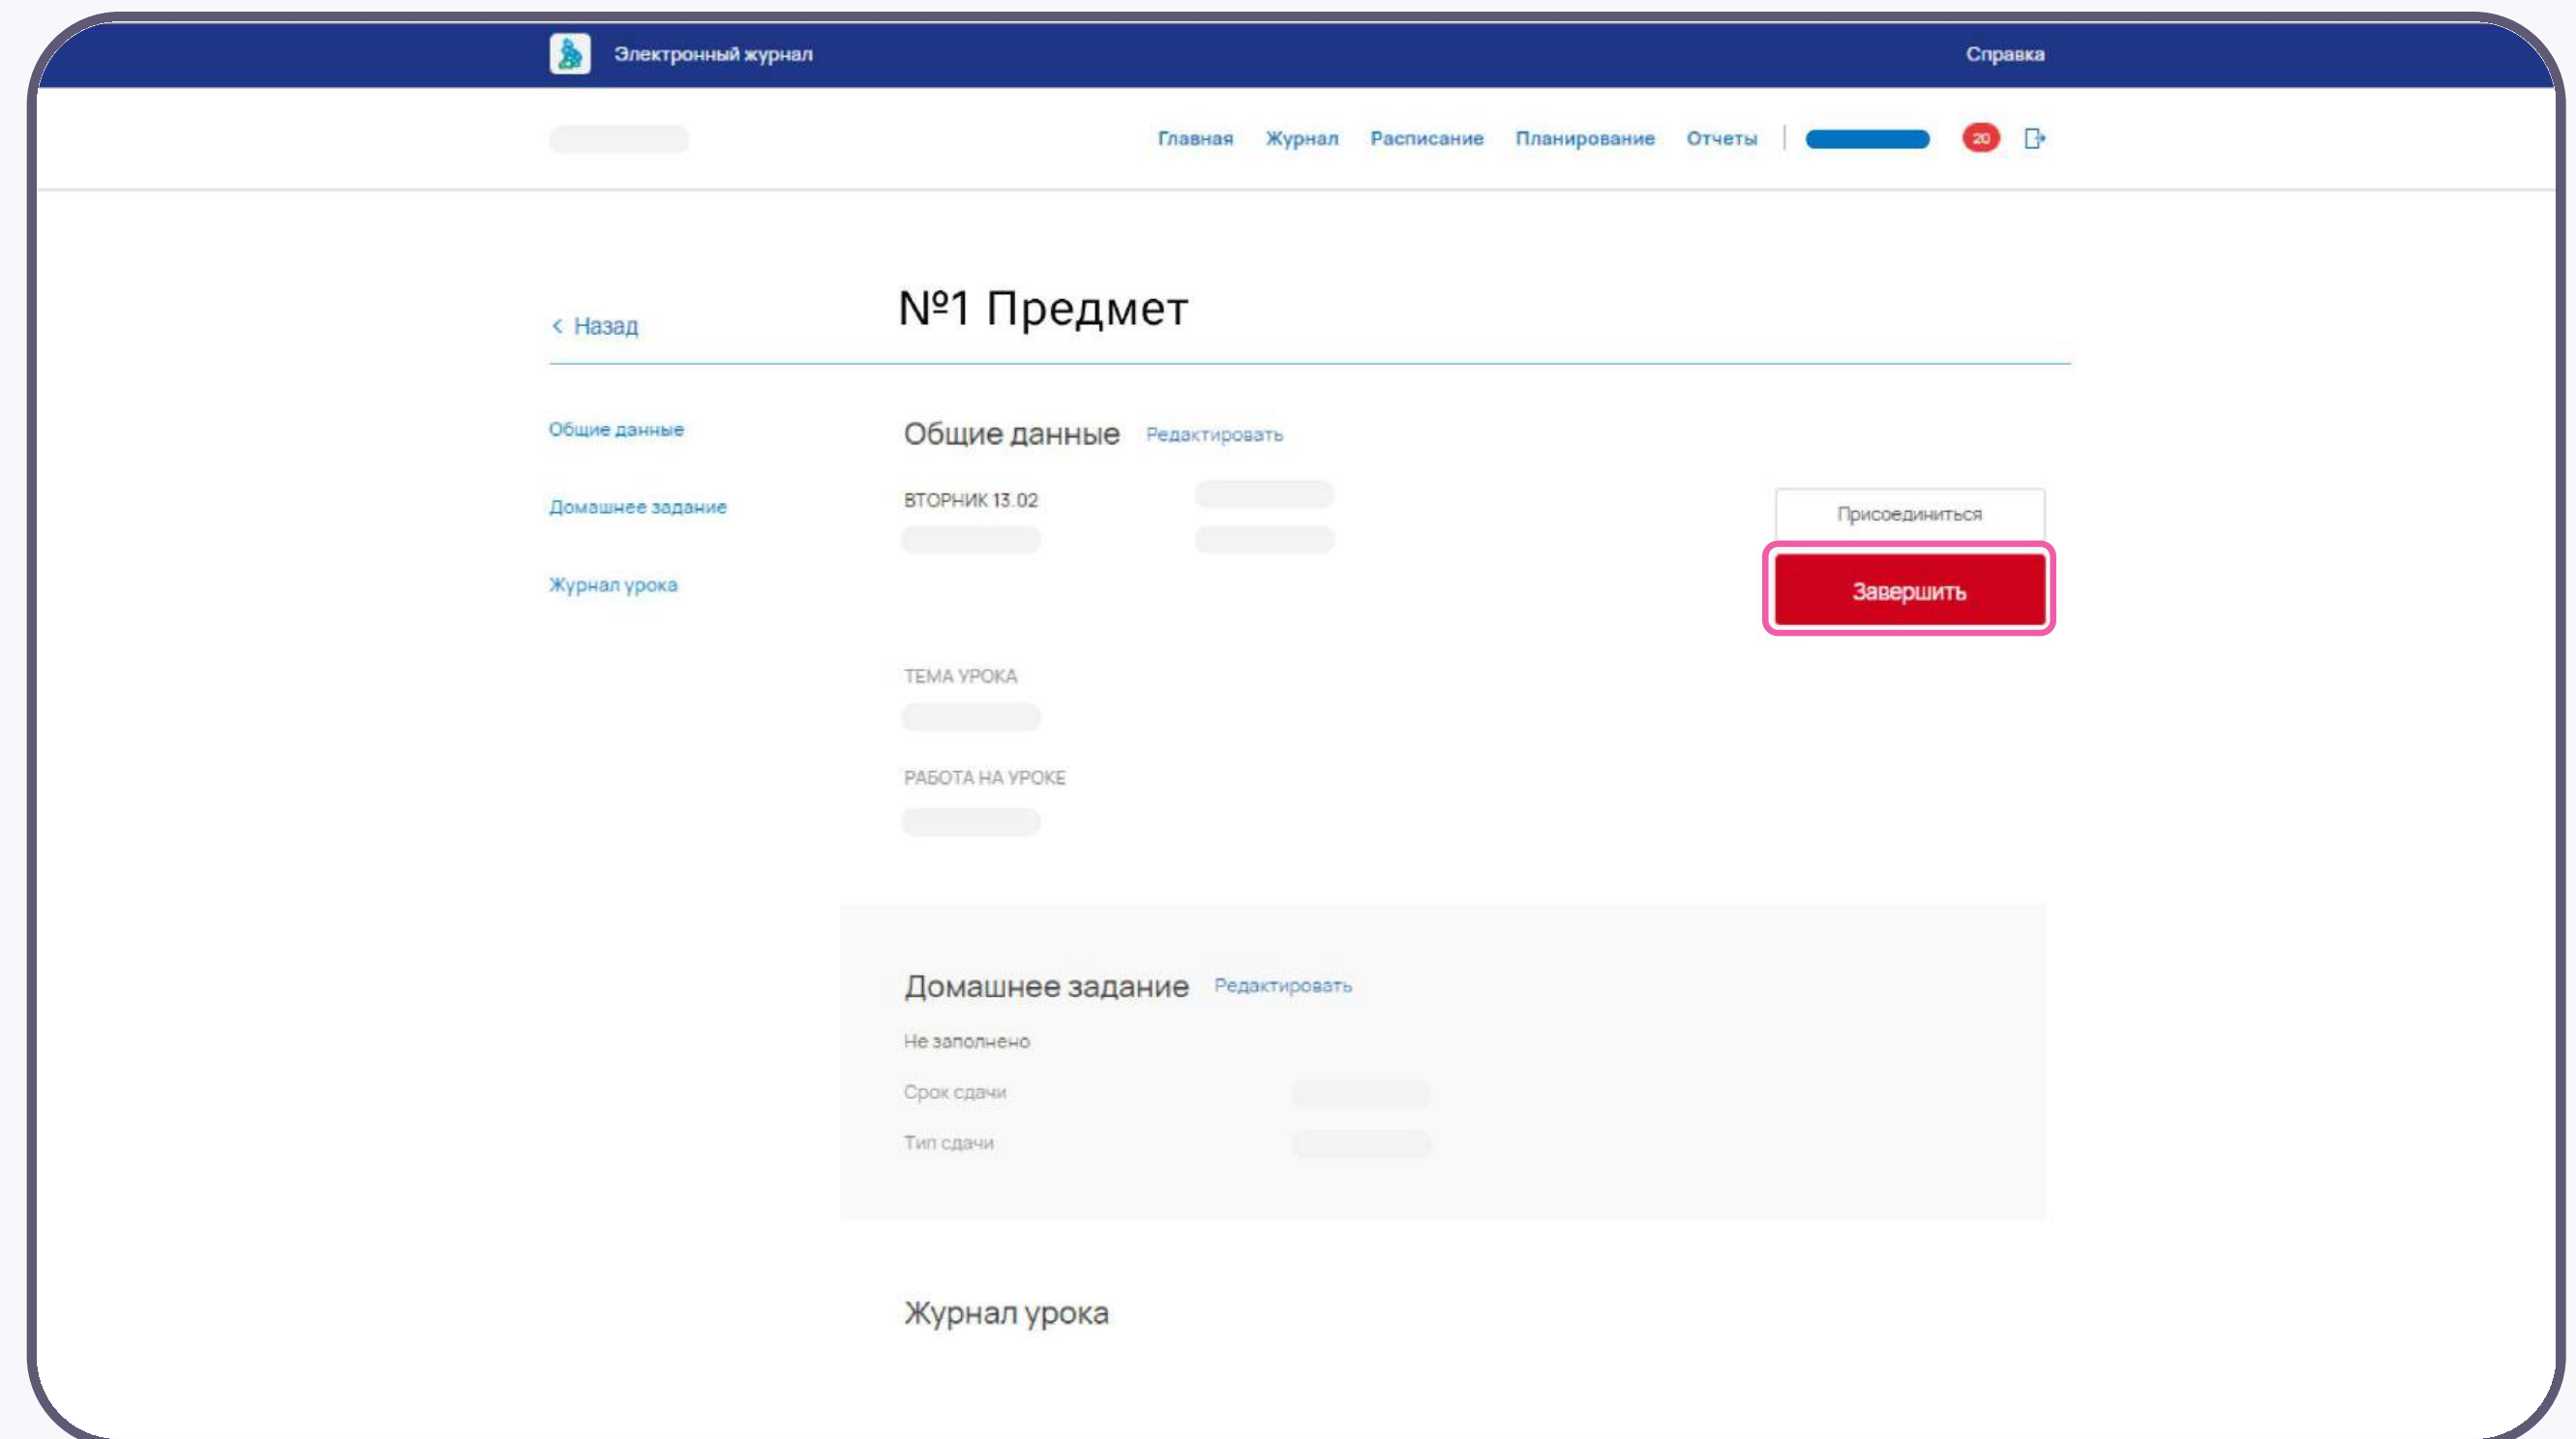 Электронный журнал
Справка
Главная Журнал Расписание Планирование Отчеты 20
< Назад
№1 Предмет
Общие данные
Домашнее задание
Журнал урока
Общие данные Редактировать
ВТОРНИК 13.02
Присоединиться
Завершить
ТЕМА УРОКА
РАБОТА НА УРОКЕ
Домашнее задание Редактировать
Не заполнено
Срок сдачи
Тип сдачи
Журнал урока